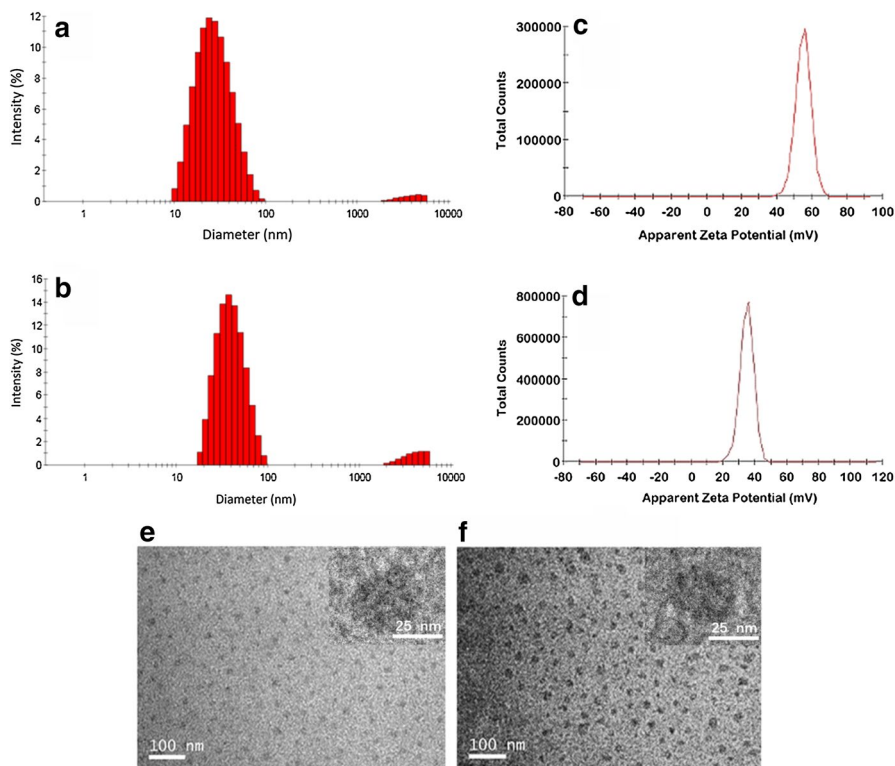 a
12
10
8
6
4
2
0
Intensity (%)
1 10 100 1000 10000
Diameter (nm)
c
300000
200000
100000
0
Total Counts
-80 -60 -40 -20 0 20 40 60 80 100
Apparent Zeta Potential (mV)
b
16
14
12
10
8
6
4
2
0
Intensity (%)
1 10 100 1000 10000
Diameter (nm)
d
800000
600000
400000
200000
0
Total Counts
-80 -60 -40 -20 0 20 40 60 80 100 120
Apparent Zeta Potential (mV)
e
25 nm
100 nm
f
25 nm
100 nm